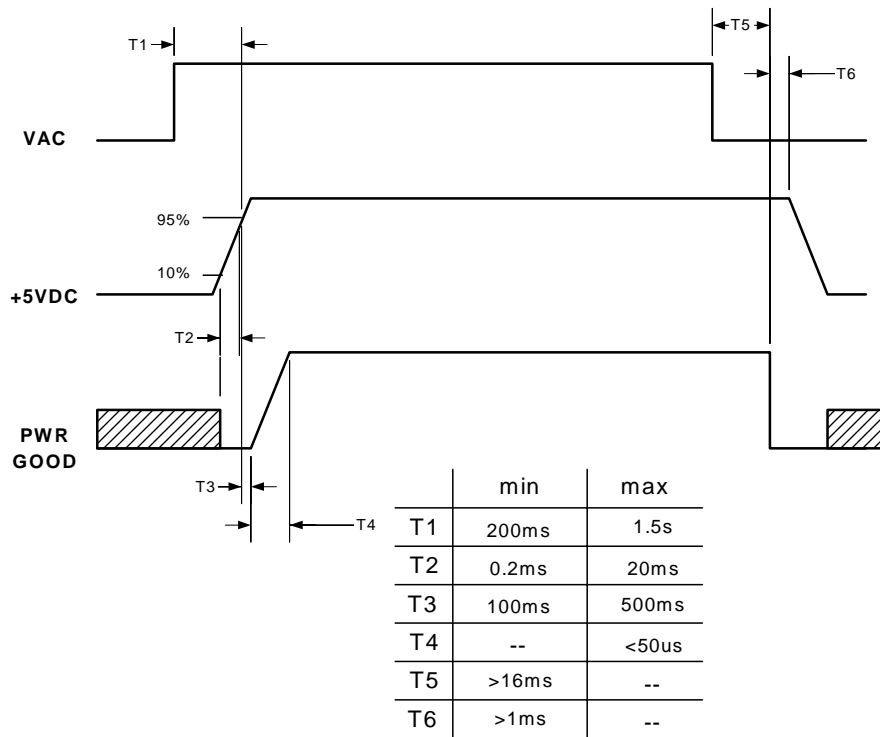 T1
T5
T6
VAC
95%
10%
+5VDC
T2
PWR
GOOD
T3
T4
min max
T1 200ms 1.5s
T2 0.2ms 20ms
T3 100ms 500ms
T4 -- <50us
T5 >16ms --
T6 >1ms --